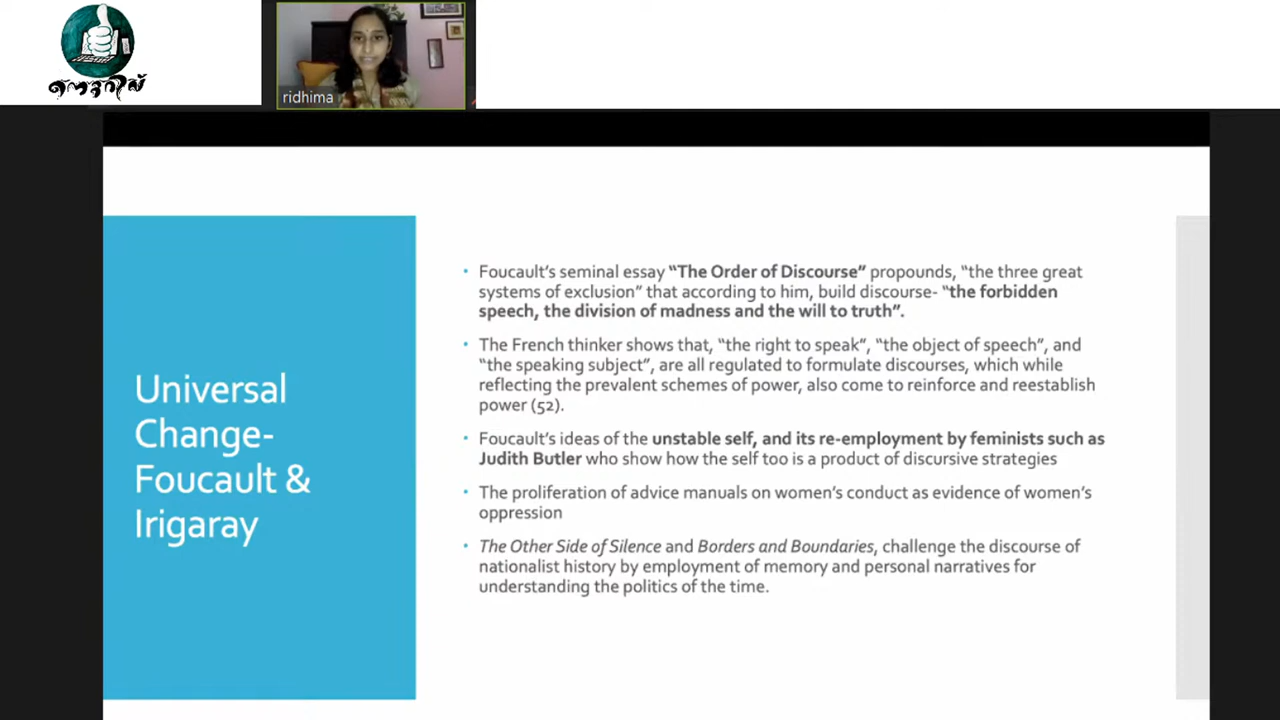 ridhima
Universal
Change-
Foucault &
Irigaray
• Foucault’s seminal essay “The Order of Discourse” propounds, “the three great
systems of exclusion” that according to him, build discourse- “the forbidden
speech, the division of madness and the will to truth”.
• The French thinker shows that, “the right to speak”, “the object of speech”, and
“the speaking subject”, are all regulated to formulate discourses, which while
reflecting the prevalent schemes of power, also come to reinforce and reestablish
power (52).
• Foucault’s ideas of the unstable self, and its re-employment by feminists such as
Judith Butler who show how the self too is a product of discursive strategies
• The proliferation of advice manuals on women’s conduct as evidence of women’s
oppression
• The Other Side of Silence and Borders and Boundaries, challenge the discourse of
nationalist history by employment of memory and personal narratives for
understanding the politics of the time.